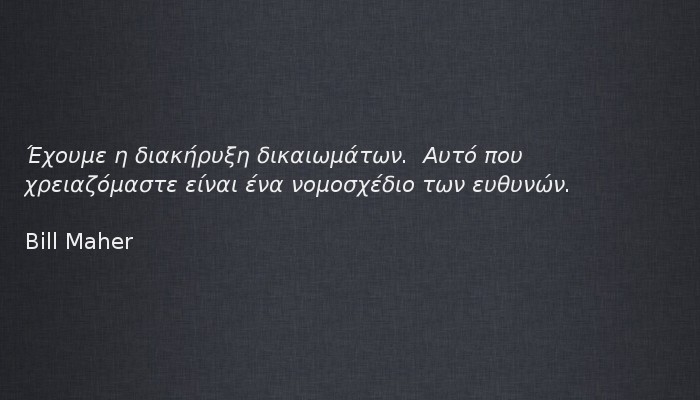 Έχουμε η διακήρυξη δικαιωμάτων.  Αυτό που
χρειαζόμαστε είναι ένα νομοσχέδιο των ευθυνών.
Bill Maher